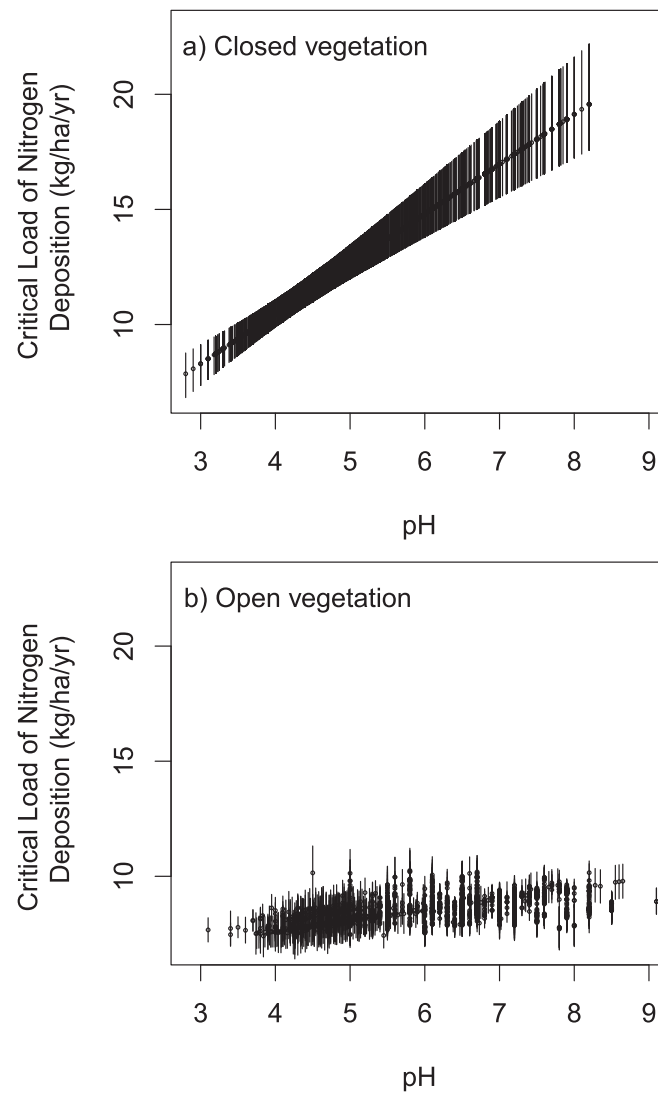 a) Closed vegetation
Critical Load of Nitrogen
Deposition (kg/ha/yr)
20
15
10
3 4 5 6 7 8 9
pH
b) Open vegetation
Critical Load of Nitrogen
Deposition (kg/ha/yr)
20
15
10
3 4 5 6 7 8 9
pH